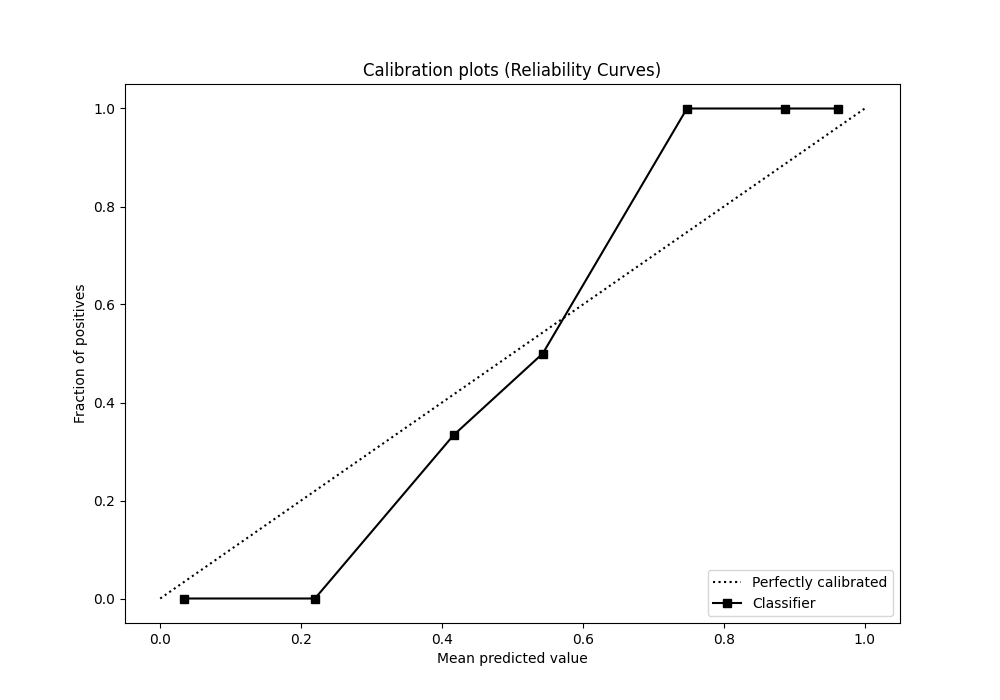 Calibration plots (Reliability Curves)
Fraction of positives
1.0
0.8
0.6
0.4
0.2
0.0
0.0 0.2 0.4 0.6 0.8 1.0
Mean predicted value
Perfectly calibrated
Classifier